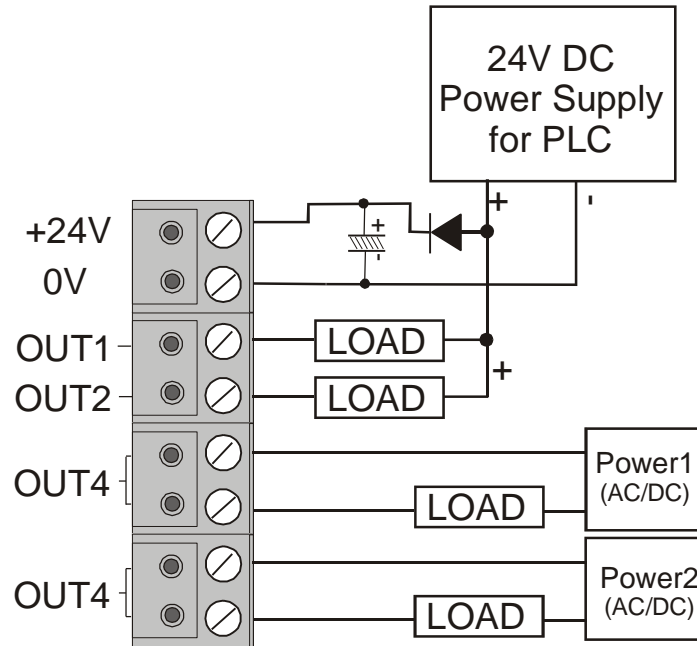 24V DC
Power Supply
for PLC
+ -
+24V
+
-
0V
OUT1
LOAD
OUT2
LOAD
+
OUT4
Power1
(AC/DC)
LOAD
OUT4
Power2
(AC/DC)
LOAD